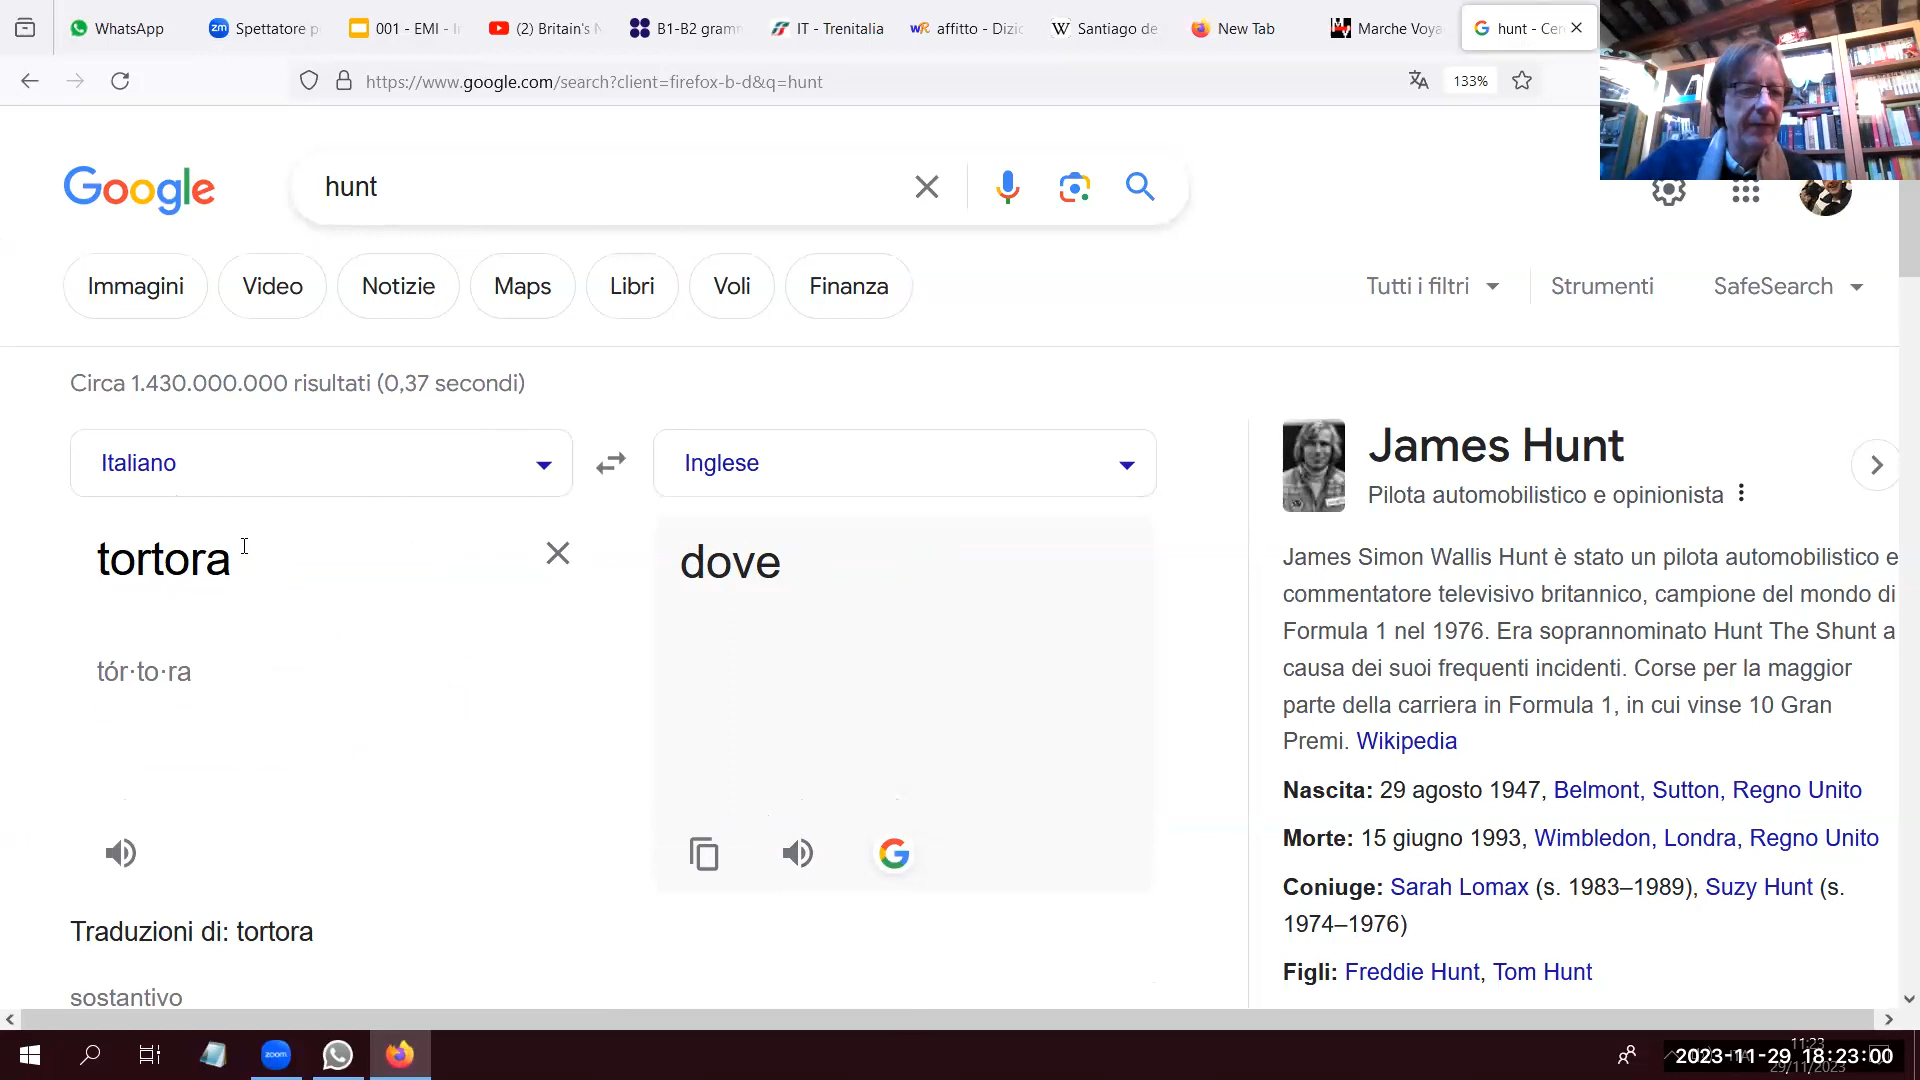 WhatsApp
Spettatore p
001 - EMI - I
(2) Britain's
B1-B2 gramm
IT - Trenitalia
affitto - Dizio
Santiago de
New Tab
Marche Voya
hunt - Cer
https://www.google.com/search?client=firefox-b-d&q=hunt
133%
Google
hunt
Immagini
Video
Notizie
Maps
Libri
Voli
Finanza
Tutti i filtri
Strumenti
SafeSearch
Circa 1.430.000.000 risultati (0,37 secondi)
Italiano
Inglese
tortora
dove
tór·to·ra
Traduzioni di: tortora
sostantivo
James Hunt
Pilota automobilistico e opinionista
James Simon Wallis Hunt è stato un pilota automobilistico e
commentatore televisivo britannico, campione del mondo di
Formula 1 nel 1976. Era soprannominato Hunt The Shunt a
causa dei suoi frequenti incidenti. Corse per la maggior
parte della carriera in Formula 1, in cui vinse 10 Gran
Premi. Wikipedia
Nascita: 29 agosto 1947, Belmont, Sutton, Regno Unito
Morte: 15 giugno 1993, Wimbledon, Londra, Regno Unito
Coniuge: Sarah Lomax (s. 1983–1989), Suzy Hunt (s.
1974–1976)
Figli: Freddie Hunt, Tom Hunt
zoom
11:23
2023-11-29 18:23:00
29/11/2023